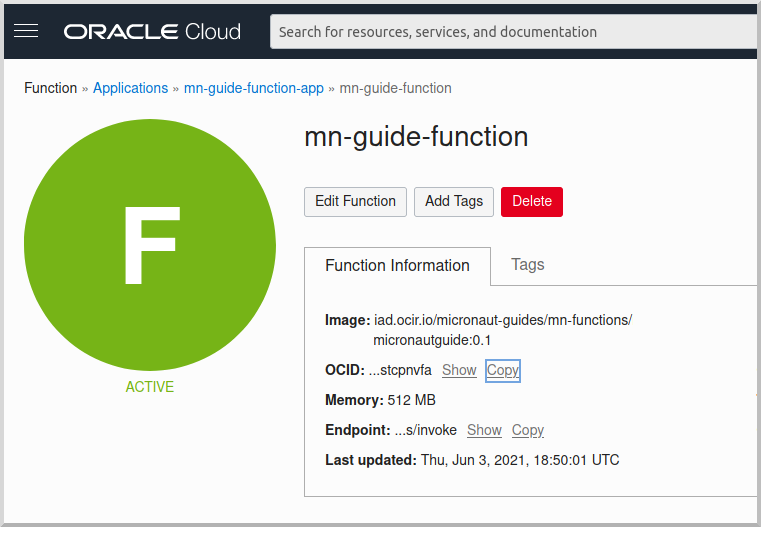 ORACLE Cloud
Search for resources, services, and documentation
Function » Applications » mn-guide-function-app » mn-guide-function
F
ACTIVE
mn-guide-function
Edit Function Add Tags Delete
Function Information Tags
Image: iad.ocir.io/micronaut-guides/mn-functions/
micronautguide:0.1
OCID: ...stcpnvfa Show Copy
Memory: 512 MB
Endpoint: ...s/invoke Show Copy
Last updated: Thu, Jun 3, 2021, 18:50:01 UTC